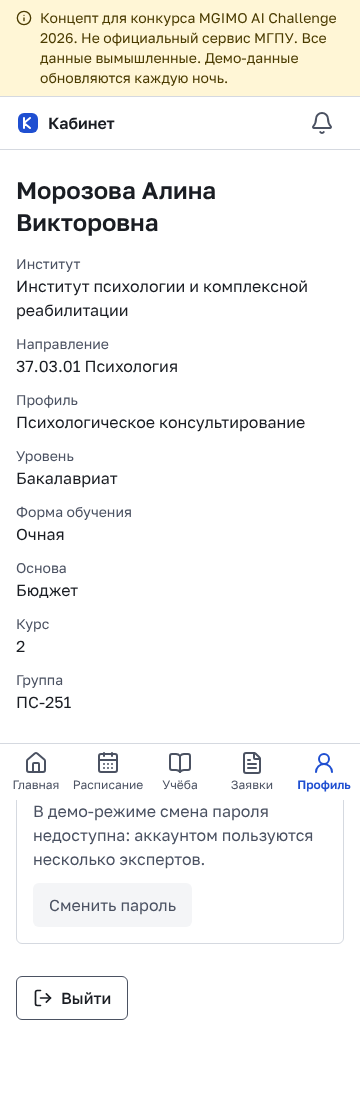 Концепт для конкурса MGIMO AI Challenge
2026. Не официальный сервис МГПУ. Все
данные вымышленные. Демо-данные
обновляются каждую ночь.
Кабинет
Морозова Алина
Викторовна
Институт
Институт психологии и комплексной
реабилитации
Направление
37.03.01 Психология
Профиль
Психологическое консультирование
Уровень
Бакалавриат
Форма обучения
Очная
Основа
Бюджет
Курс
2
Группа
ПС-251
Главная Расписание Учёба Заявки Профиль
В демо-режиме смена пароля
недоступна: аккаунтом пользуются
несколько экспертов.
Сменить пароль
Выйти